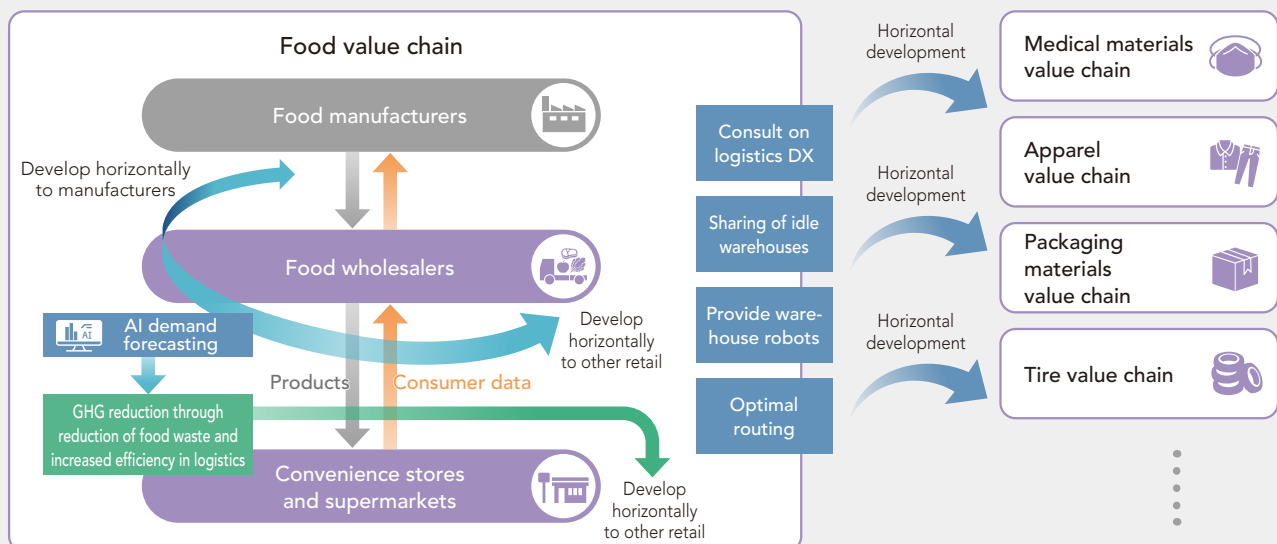 Food value chain
Food manufacturers
Develop horizontally
to manufacturers
Food wholesalers
AI
AI demand
forecasting
Develop
horizontally
to other retail
Products
Consumer data
GHG reduction through
reduction of food waste and
increased efficiency in logistics
Convenience stores
and supermarkets
Develop
horizontally
to other retail
Consult on
logistics DX
Sharing of idle
warehouses
Provide ware-
house robots
Optimal
routing
Horizontal
development
Horizontal
development
Horizontal
development
Medical materials
value chain
Apparel
value chain
Packaging
materials
value chain
Tire value chain